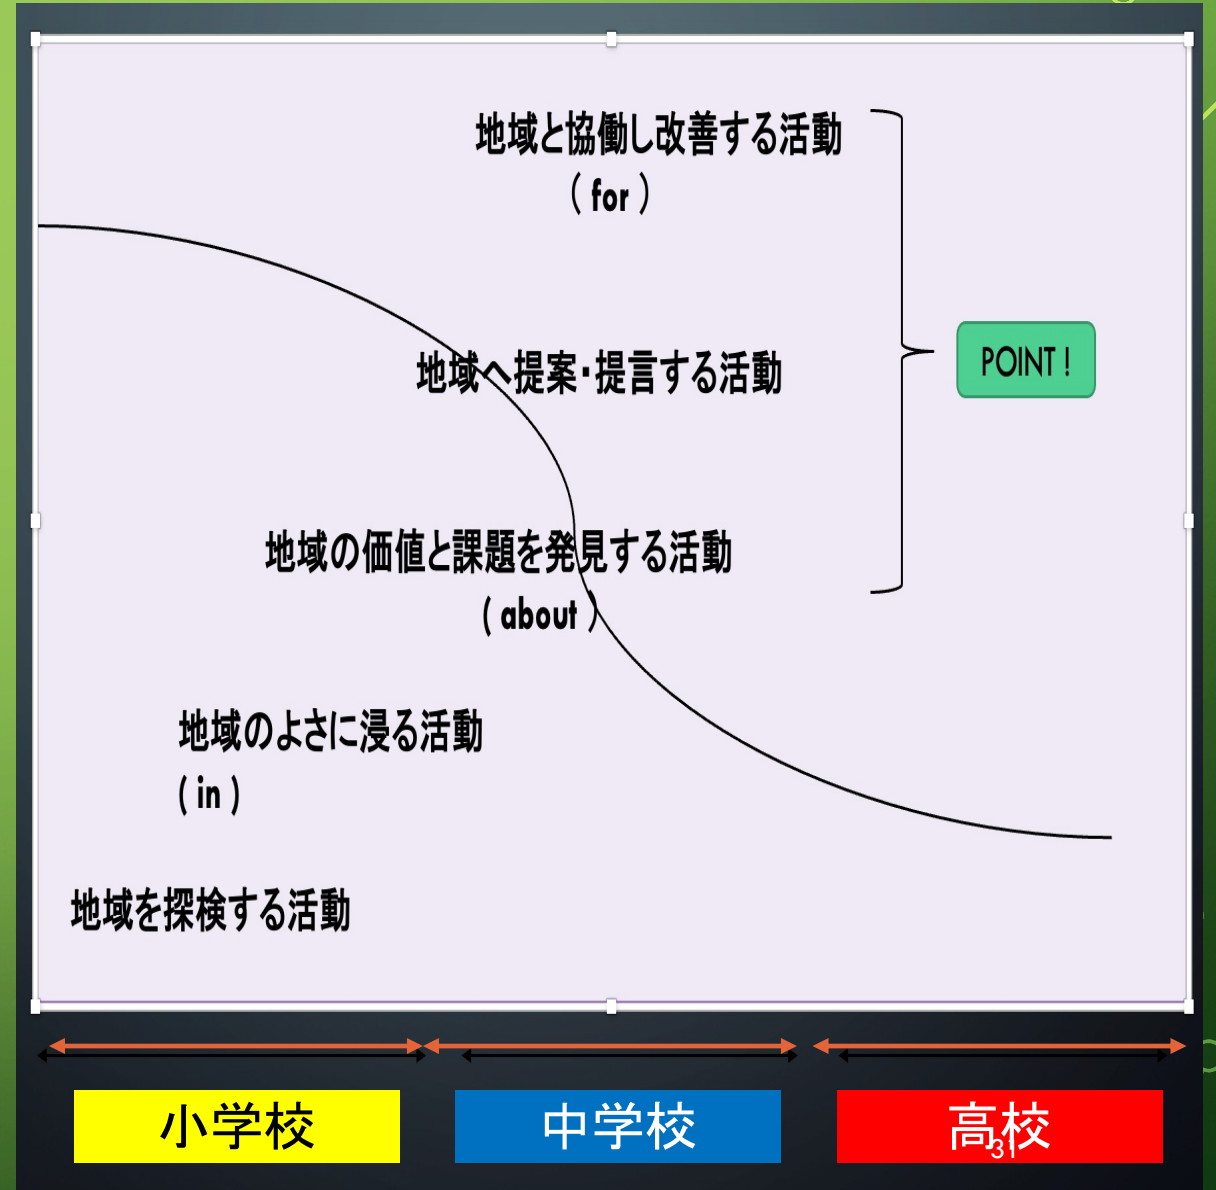 地域と協働し改善する活動
( for )
地域へ提案・提言する活動
POINT !
地域の価値と課題を発見する活動
( about )
地域のよさに浸る活動
( in )
地域を探検する活動
小学校
中学校
高校
31